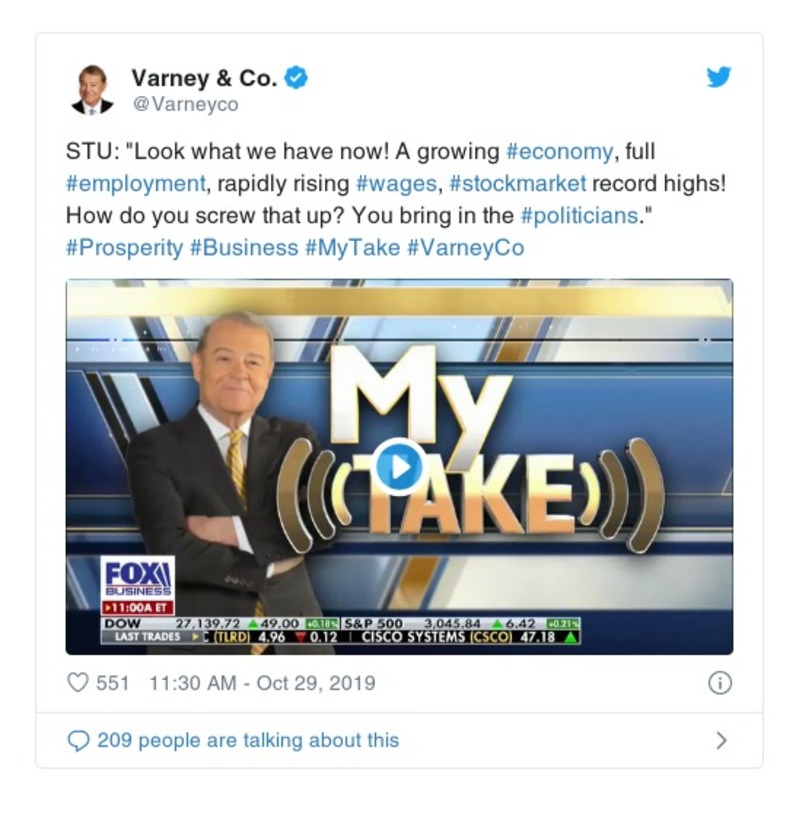 Varney & Co.
@Varneyco
STU: "Look what we have now! A growing #economy, full
#employment, rapidly rising #wages, #stockmarket record highs!
How do you screw that up? You bring in the #politicians."
#Prosperity #Business #MyTake #VarneyCo
My
TAKE
FOX
BUSINESS
11:00A ET
DOW 27,139.72 ▲49.00 +0.18% S&P 500 3,045.84 ▲6.42 +0.21%
LAST TRADES ▸ C (TLRD) 4.96 ▼0.12 CISCO SYSTEMS (CSCO) 47.18 ▲
551 11:30 AM - Oct 29, 2019
209 people are talking about this